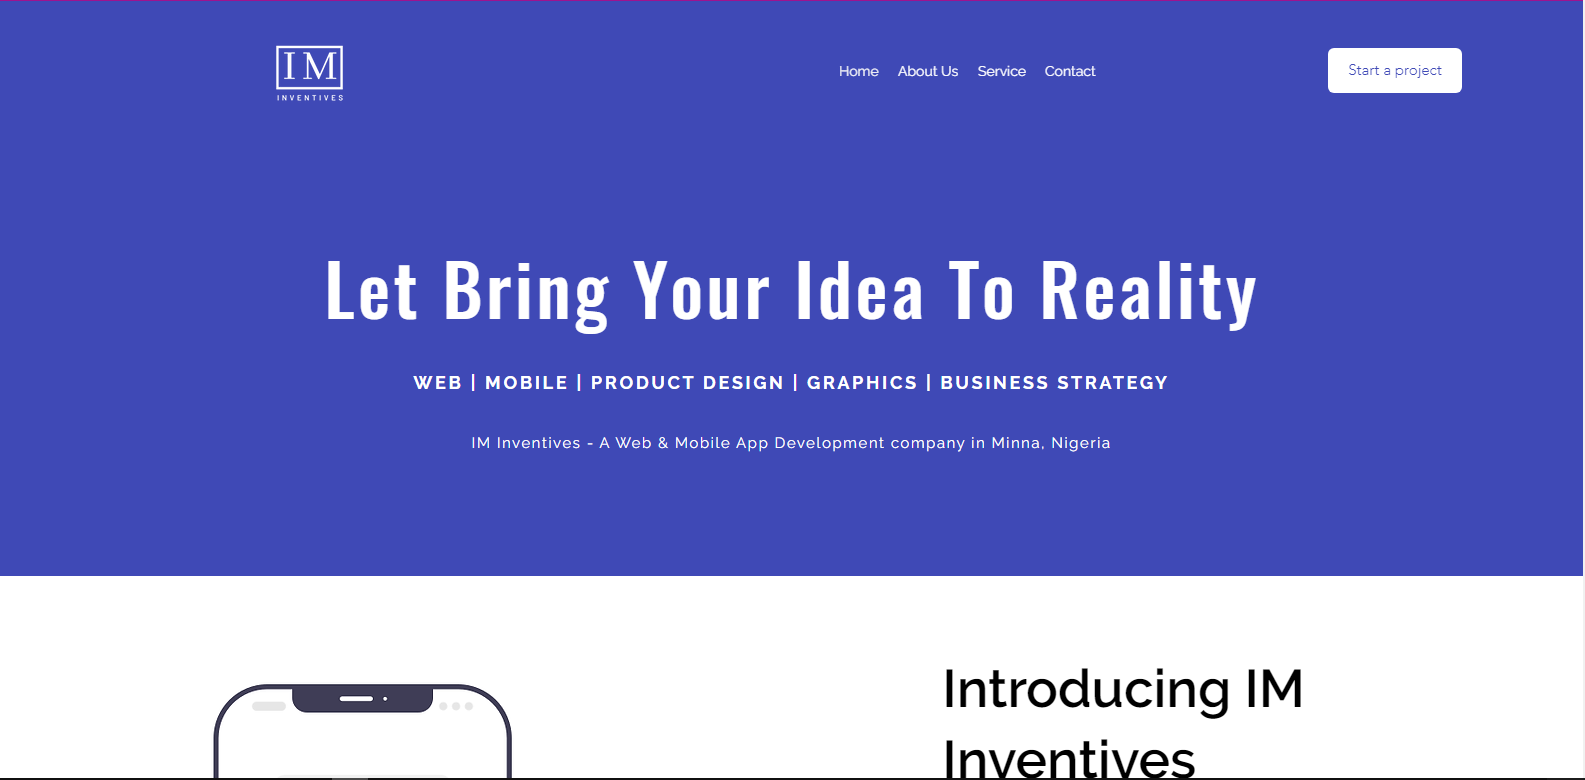 IM
INVENTIVES
Home About Us Service Contact
Start a project
Let Bring Your Idea To Reality
WEB | MOBILE | PRODUCT DESIGN | GRAPHICS | BUSINESS STRATEGY
IM Inventives - A Web & Mobile App Development company in Minna, Nigeria
Introducing IM
Inventives